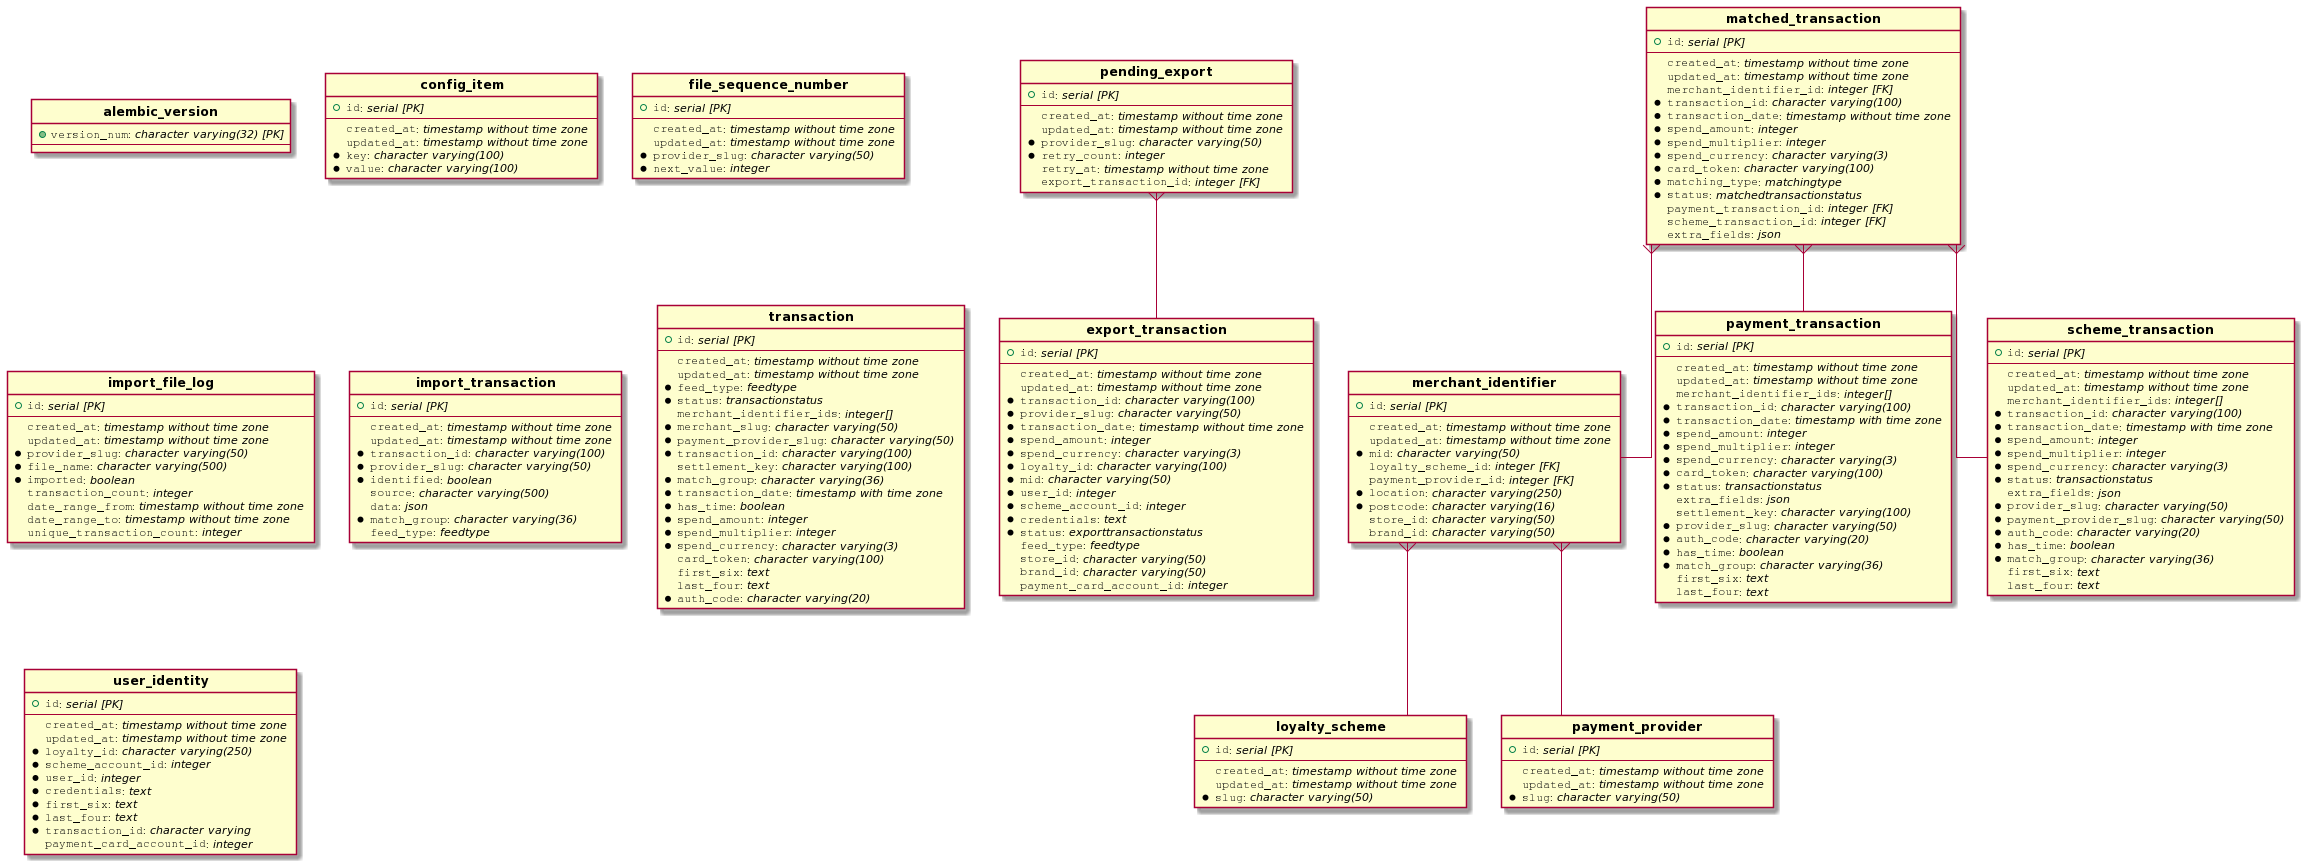 alembic_version
version_num: character varying(32) [PK]
config_item
id: serial [PK]
created_at: timestamp without time zone
updated_at: timestamp without time zone
key: character varying(100)
value: character varying(100)
file_sequence_number
id: serial [PK]
created_at: timestamp without time zone
updated_at: timestamp without time zone
provider_slug: character varying(50)
next_value: integer
pending_export
id: serial [PK]
created_at: timestamp without time zone
updated_at: timestamp without time zone
provider_slug: character varying(50)
retry_count: integer
retry_at: timestamp without time zone
export_transaction_id: integer [FK]
matched_transaction
id: serial [PK]
created_at: timestamp without time zone
updated_at: timestamp without time zone
merchant_identifier_id: integer [FK]
transaction_id: character varying(100)
transaction_date: timestamp without time zone
spend_amount: integer
spend_multiplier: integer
spend_currency: character varying(3)
card_token: character varying(100)
matching_type: matchingtype
status: matchedtransactionstatus
payment_transaction_id: integer [FK]
scheme_transaction_id: integer [FK]
extra_fields: json
import_file_log
id: serial [PK]
created_at: timestamp without time zone
updated_at: timestamp without time zone
provider_slug: character varying(50)
file_name: character varying(500)
imported: boolean
transaction_count: integer
date_range_from: timestamp without time zone
date_range_to: timestamp without time zone
unique_transaction_count: integer
import_transaction
id: serial [PK]
created_at: timestamp without time zone
updated_at: timestamp without time zone
transaction_id: character varying(100)
provider_slug: character varying(50)
identified: boolean
source: character varying(500)
data: json
match_group: character varying(36)
feed_type: feedtype
transaction
id: serial [PK]
created_at: timestamp without time zone
updated_at: timestamp without time zone
feed_type: feedtype
status: transactionstatus
merchant_identifier_ids: integer[]
merchant_slug: character varying(50)
payment_provider_slug: character varying(50)
transaction_id: character varying(100)
settlement_key: character varying(100)
match_group: character varying(36)
transaction_date: timestamp with time zone
has_time: boolean
spend_amount: integer
spend_multiplier: integer
spend_currency: character varying(3)
card_token: character varying(100)
first_six: text
last_four: text
auth_code: character varying(20)
export_transaction
id: serial [PK]
created_at: timestamp without time zone
updated_at: timestamp without time zone
transaction_id: character varying(100)
provider_slug: character varying(50)
transaction_date: timestamp without time zone
spend_amount: integer
spend_currency: character varying(3)
loyalty_id: character varying(100)
mid: character varying(50)
user_id: integer
scheme_account_id: integer
credentials: text
status: exporttransactionstatus
feed_type: feedtype
store_id: character varying(50)
brand_id: character varying(50)
payment_card_account_id: integer
merchant_identifier
id: serial [PK]
created_at: timestamp without time zone
updated_at: timestamp without time zone
mid: character varying(50)
loyalty_scheme_id: integer [FK]
payment_provider_id: integer [FK]
location: character varying(250)
postcode: character varying(16)
store_id: character varying(50)
brand_id: character varying(50)
payment_transaction
id: serial [PK]
created_at: timestamp without time zone
updated_at: timestamp without time zone
merchant_identifier_ids: integer[]
transaction_id: character varying(100)
transaction_date: timestamp with time zone
spend_amount: integer
spend_multiplier: integer
spend_currency: character varying(3)
card_token: character varying(100)
status: transactionstatus
extra_fields: json
settlement_key: character varying(100)
provider_slug: character varying(50)
auth_code: character varying(20)
has_time: boolean
match_group: character varying(36)
first_six: text
last_four: text
scheme_transaction
id: serial [PK]
created_at: timestamp without time zone
updated_at: timestamp without time zone
merchant_identifier_ids: integer[]
transaction_id: character varying(100)
transaction_date: timestamp with time zone
spend_amount: integer
spend_multiplier: integer
spend_currency: character varying(3)
status: transactionstatus
extra_fields: json
provider_slug: character varying(50)
payment_provider_slug: character varying(50)
auth_code: character varying(20)
has_time: boolean
match_group: character varying(36)
first_six: text
last_four: text
user_identity
id: serial [PK]
created_at: timestamp without time zone
updated_at: timestamp without time zone
loyalty_id: character varying(250)
scheme_account_id: integer
user_id: integer
credentials: text
first_six: text
last_four: text
transaction_id: character varying
payment_card_account_id: integer
loyalty_scheme
id: serial [PK]
created_at: timestamp without time zone
updated_at: timestamp without time zone
slug: character varying(50)
payment_provider
id: serial [PK]
created_at: timestamp without time zone
updated_at: timestamp without time zone
slug: character varying(50)